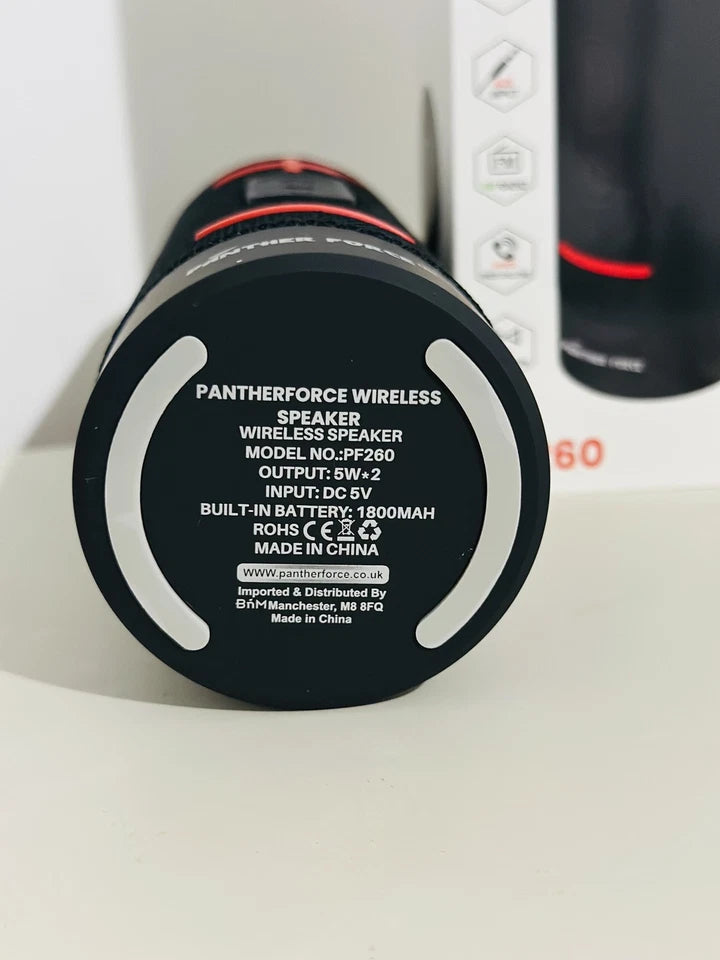 PANTHER FORCE
PANTHERFORCE WIRELESS
SPEAKER
WIRELESS SPEAKER
MODEL NO.:PF260
OUTPUT: 5W*2
INPUT: DC 5V
BUILT-IN BATTERY: 1800MAH
ROHS CE
MADE IN CHINA
www.pantherforce.co.uk
Imported & Distributed By
BnM Manchester, M8 8FQ
Made in China
60